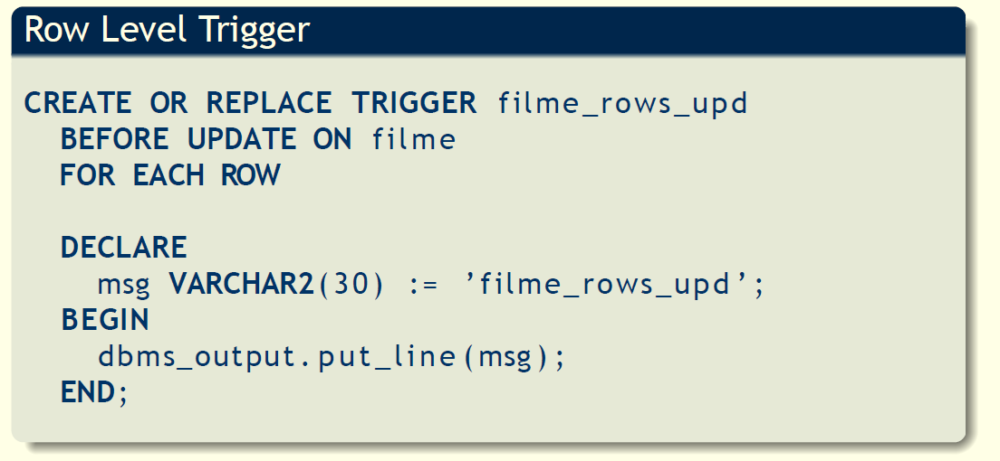 Row Level Trigger
CREATE OR REPLACE TRIGGER filme_rows_upd
BEFORE UPDATE ON filme
FOR EACH ROW
DECLARE
msg VARCHAR2(30) := ’filme_rows_upd’;
BEGIN
dbms_output.put_line(msg);
END;